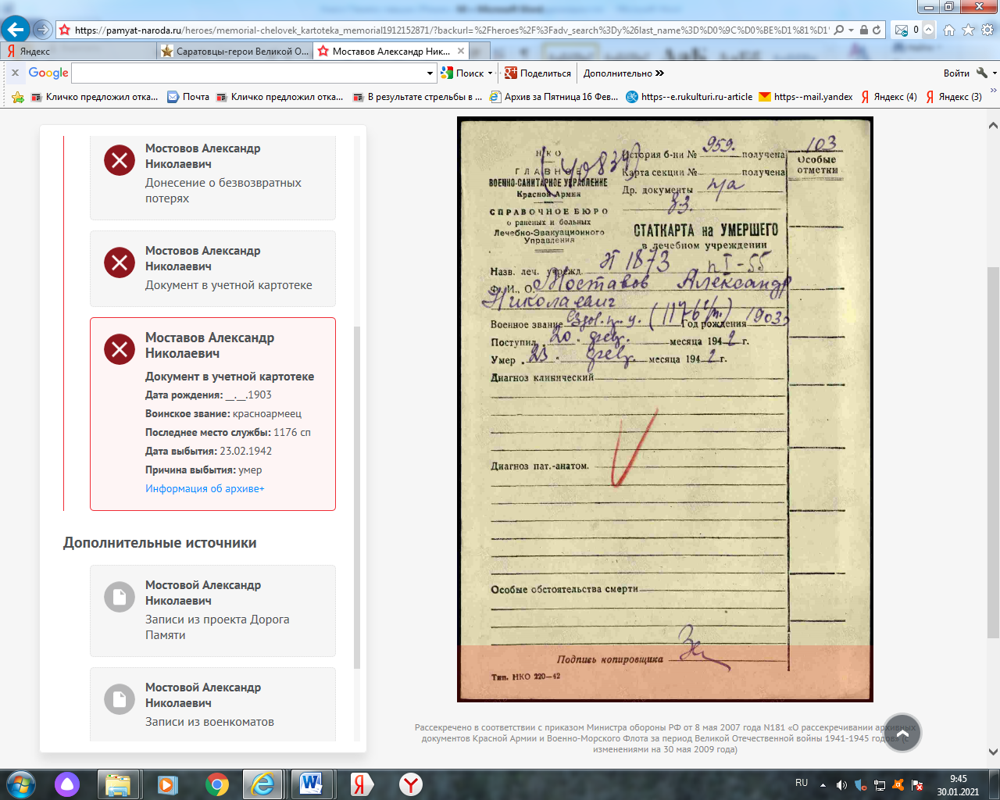 https://pamyat-naroda.ru/heroes/memorial-chelovek_kartoteka_memorial1912152871/?backurl=%2Fheroes%2F%3Fadv_search%3Dy%26last_name%3D%D0%9C%D0%BE%D1%81%D1%
0
Яндекс
Саратовцы-герои Великой О...
Моставов Александр Ник...
Google
Поиск
Поделиться
Дополнительно
Войти
Кличко предложил отка...
Почта
Кличко предложил отка...
В результате стрельбы в ...
Архив за Пятница 16 Фев...
https--e.rukulturi.ru-article
https--mail.yandex
Яндекс (4)
Яндекс (3)
Мостовов Александр
Николаевич
Донесение о безвозвратных
потерях
Мостовов Александр
Николаевич
Документ в учетной картотеке
Моставов Александр
Николаевич
Документ в учетной картотеке
Дата рождения: __.__.1903
Воинское звание: красноармеец
Последнее место службы: 1176 сп
Дата выбытия: 23.02.1942
Причина выбытия: умер
Информация об архиве+
Дополнительные источники
Мостовой Александр
Николаевич
Записи из проекта Дорога
Памяти
Мостовой Александр
Николаевич
Записи из военкоматов
НКО
ГЛАВНОЕ
ВОЕННО-САНИТАРНОЕ УПРАВЛЕНИЕ
Красной Армии
СПРАВОЧНОЕ БЮРО
о раненых и больных
Лечебно-Эвакуационного
Управления
История б-ни № 959. получена
Карта секции № получена
Др. документы н/а
103
Особые
отметки
СТАТКАРТА на УМЕРШЕГО
в лечебном учреждении
Назв. леч. учрежд. 1873
Ф., И., О. Моставов Александр
Николаевич
Военное звание (1176 с/п.) Год рождения 1903
Поступил 20. февр. месяца 1942 г.
Умер 23. февр. месяца 1942 г.
Диагноз клинический
Диагноз пат.-анатом.
Особые обстоятельства смерти
Подпись копировщика
Тип. НКО 220—42
Рассекречено в соответствии с приказом Министра обороны РФ от 8 мая 2007 года N181 «О рассекречивании архивных
документов Красной Армии и Военно-Морского Флота за период Великой Отечественной войны 1941-1945 годов» (с
изменениями на 30 мая 2009 года)
RU
9:45
30.01.2021